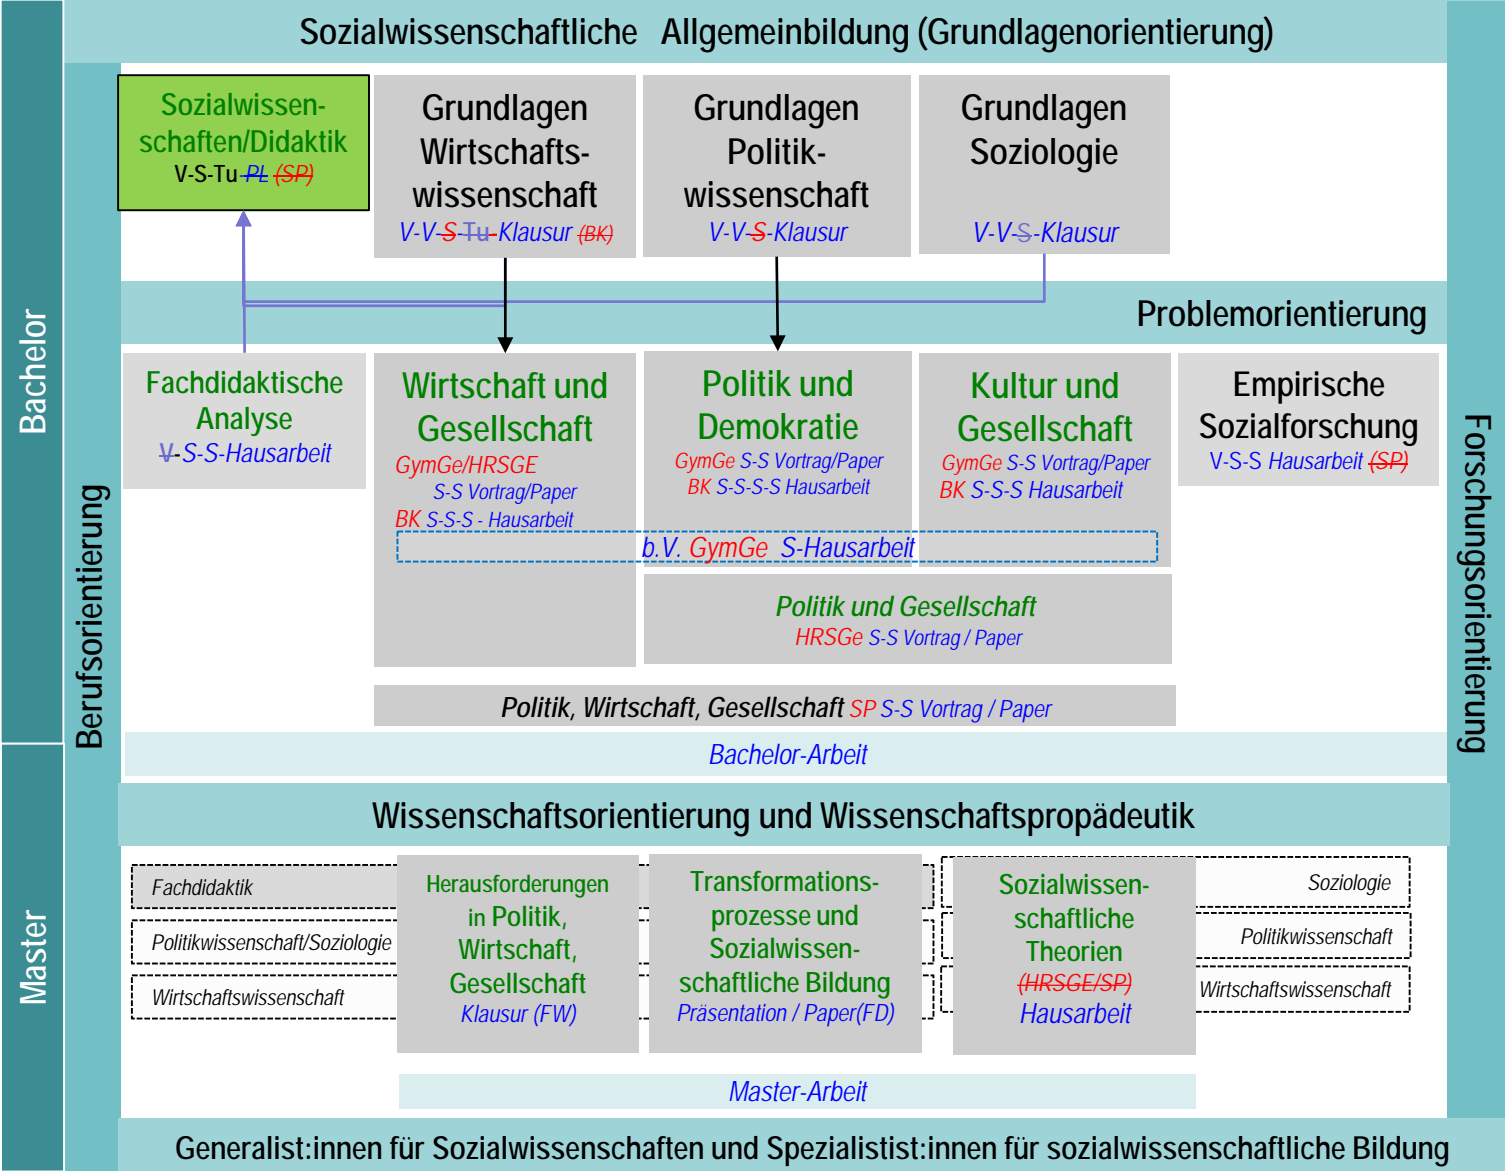 Sozialwissenschaftliche Allgemeinbildung (Grundlagenorientierung)
Bachelor
Berufsorientierung
Sozialwissen-
schaften/Didaktik
V-S-Tu-PL (SP)
Grundlagen
Wirtschafts-
wissenschaft
V-V-S-Tu-Klausur (BK)
Grundlagen
Politik-
wissenschaft
V-V-S-Klausur
Grundlagen
Soziologie
V-V-S-Klausur
Problemorientierung
Fachdidaktische
Analyse
V-S-S-Hausarbeit
Wirtschaft und
Gesellschaft
GymGe/HRSGE
S-S Vortrag/Paper
BK S-S-S - Hausarbeit
Politik und
Demokratie
GymGe S-S Vortrag/Paper
BK S-S-S-S Hausarbeit
Kultur und
Gesellschaft
GymGe S-S Vortrag/Paper
BK S-S-S Hausarbeit
Empirische
Sozialforschung
V-S-S Hausarbeit (SP)
b.V. GymGe S-Hausarbeit
Politik und Gesellschaft
HRSGe S-S Vortrag / Paper
Politik, Wirtschaft, Gesellschaft SP S-S Vortrag / Paper
Bachelor-Arbeit
Forschungsorientierung
Master
Wissenschaftsorientierung und Wissenschaftspropädeutik
Fachdidaktik
Politikwissenschaft/Soziologie
Wirtschaftswissenschaft
Herausforderungen
in Politik,
Wirtschaft,
Gesellschaft
Klausur (FW)
Transformations-
prozesse und
Sozialwissen-
schaftliche Bildung
Präsentation / Paper(FD)
Sozialwissen-
schaftliche
Theorien
(HRSGE/SP)
Hausarbeit
Soziologie
Politikwissenschaft
Wirtschaftswissenschaft
Master-Arbeit
Generalist:innen für Sozialwissenschaften und Spezialistist:innen für sozialwissenschaftliche Bildung